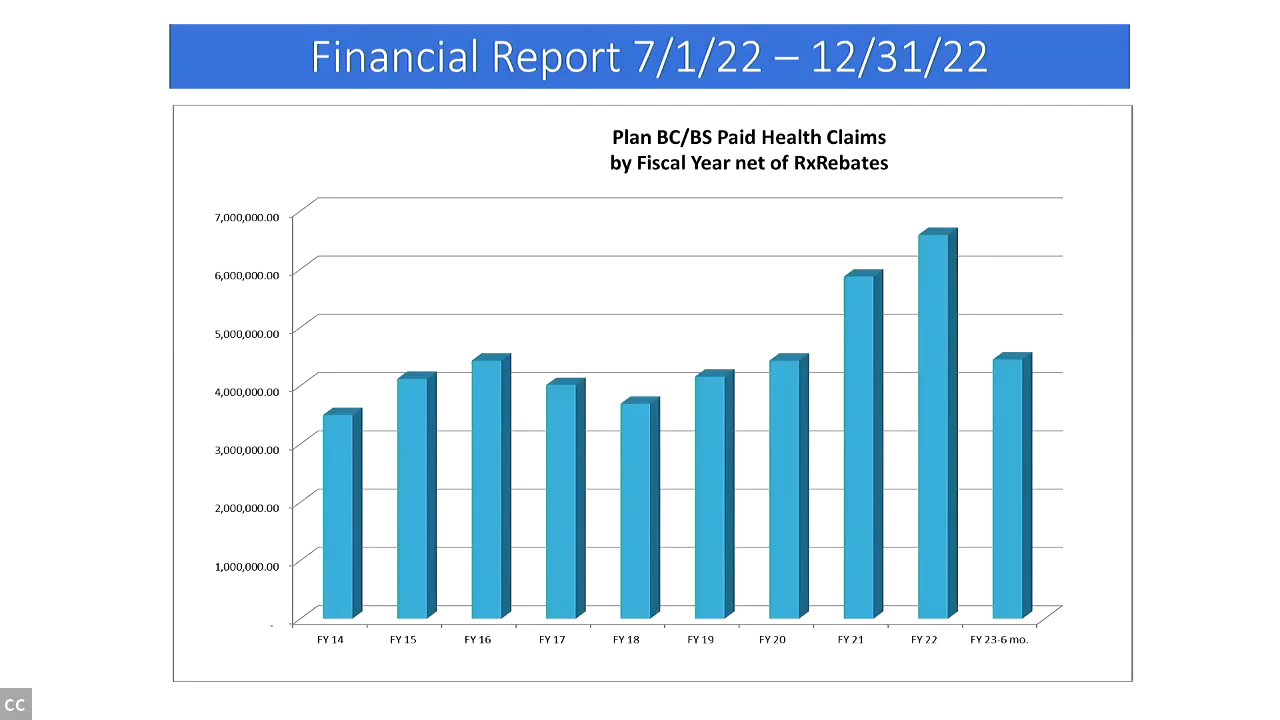 Financial Report 7/1/22 – 12/31/22
Plan BC/BS Paid Health Claims
by Fiscal Year net of RxRebates
7,000,000.00
6,000,000.00
5,000,000.00
4,000,000.00
3,000,000.00
2,000,000.00
1,000,000.00
-
FY 14 FY 15 FY 16 FY 17 FY 18 FY 19 FY 20 FY 21 FY 22 FY 23-6 mo.
CC